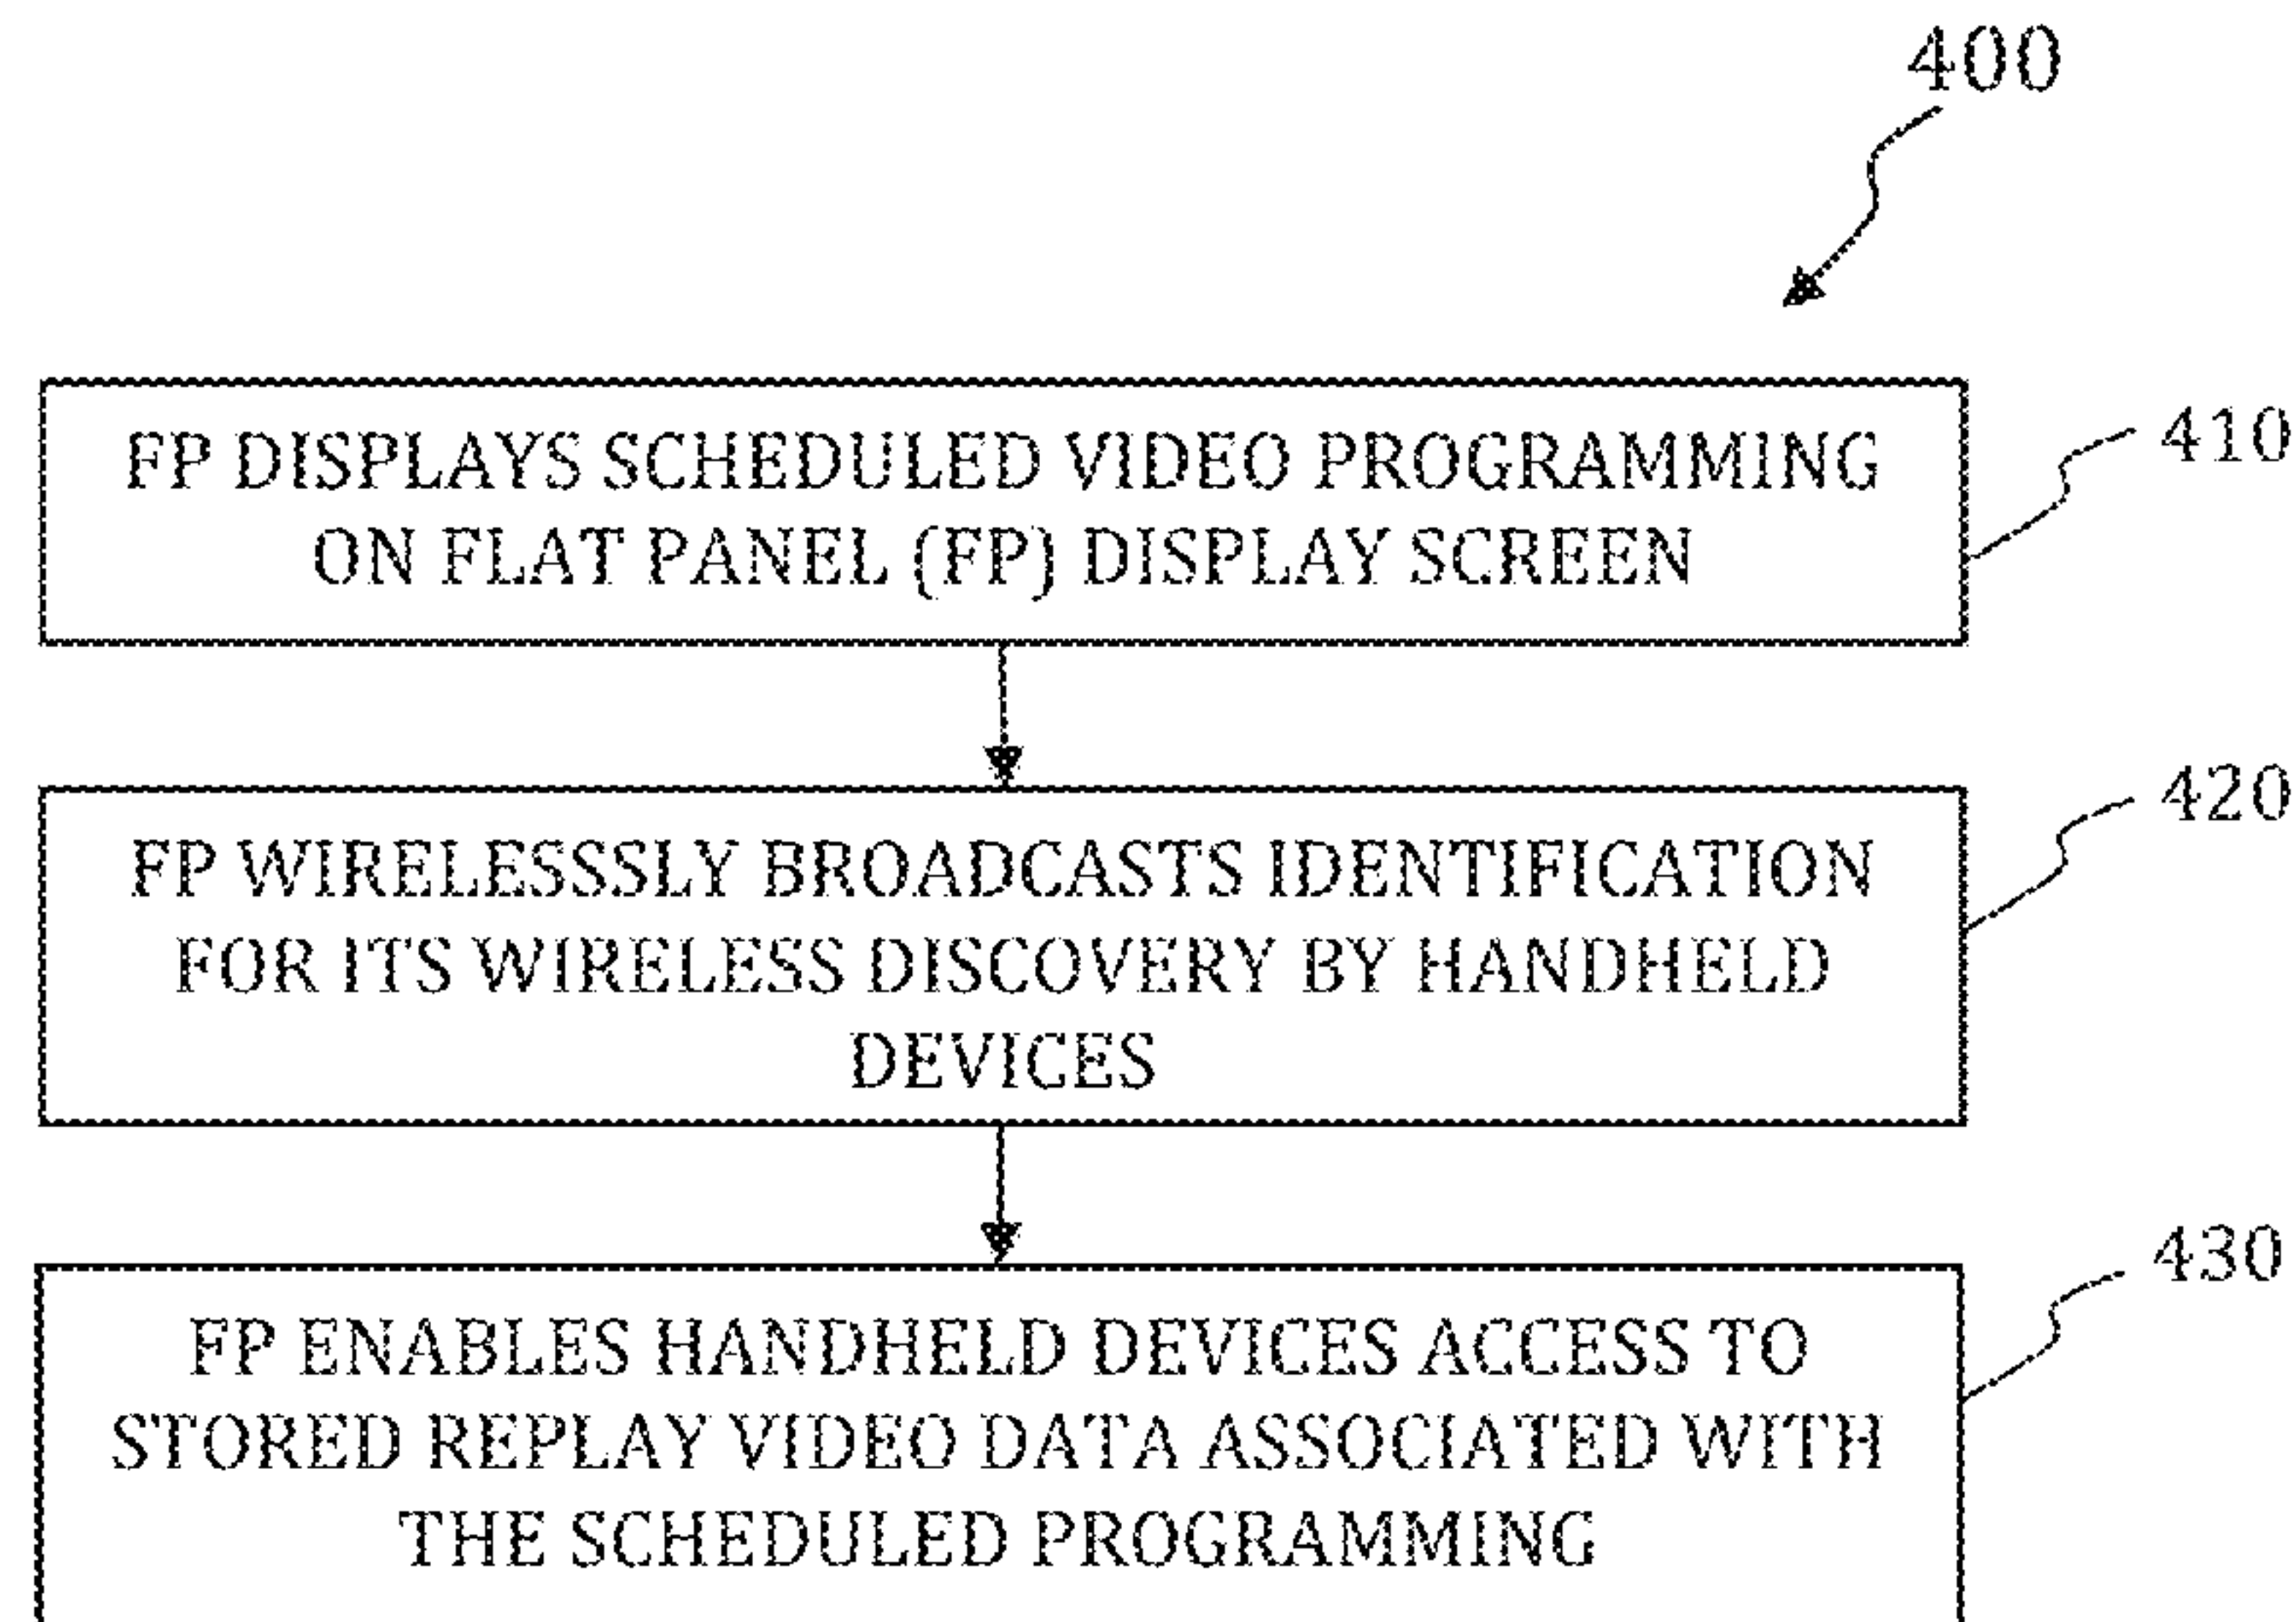 400
FP DISPLAYS SCHEDULED VIDEO PROGRAMMING
ON FLAT PANEL (FP) DISPLAY SCREEN
410
FP WIRELESSSLY BROADCASTS IDENTIFICATION
FOR ITS WIRELESS DISCOVERY BY HANDHELD
DEVICES
420
FP ENABLES HANDHELD DEVICES ACCESS TO
STORED REPLAY VIDEO DATA ASSOCIATED WITH
THE SCHEDULED PROGRAMMING
430